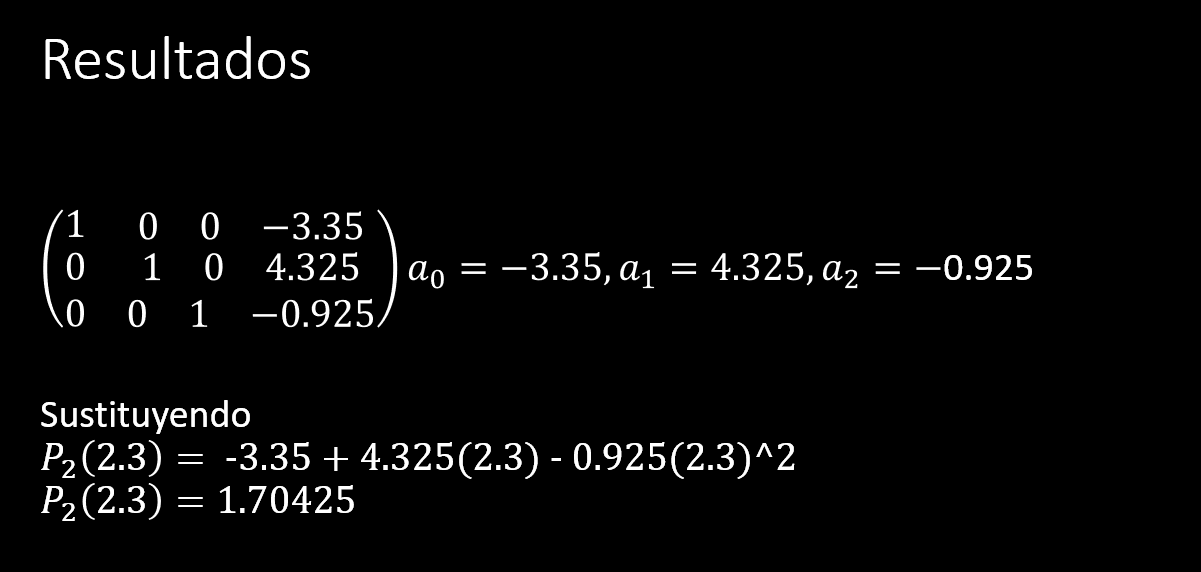 Resultados
1 0 0 −3.35
0 1 0 4.325
0 0 1 −0.925
a₀ = −3.35, a₁ = 4.325, a₂ = −0.925
Sustituyendo
P₂(2.3) = -3.35 + 4.325(2.3) - 0.925(2.3)^2
P₂(2.3) = 1.70425